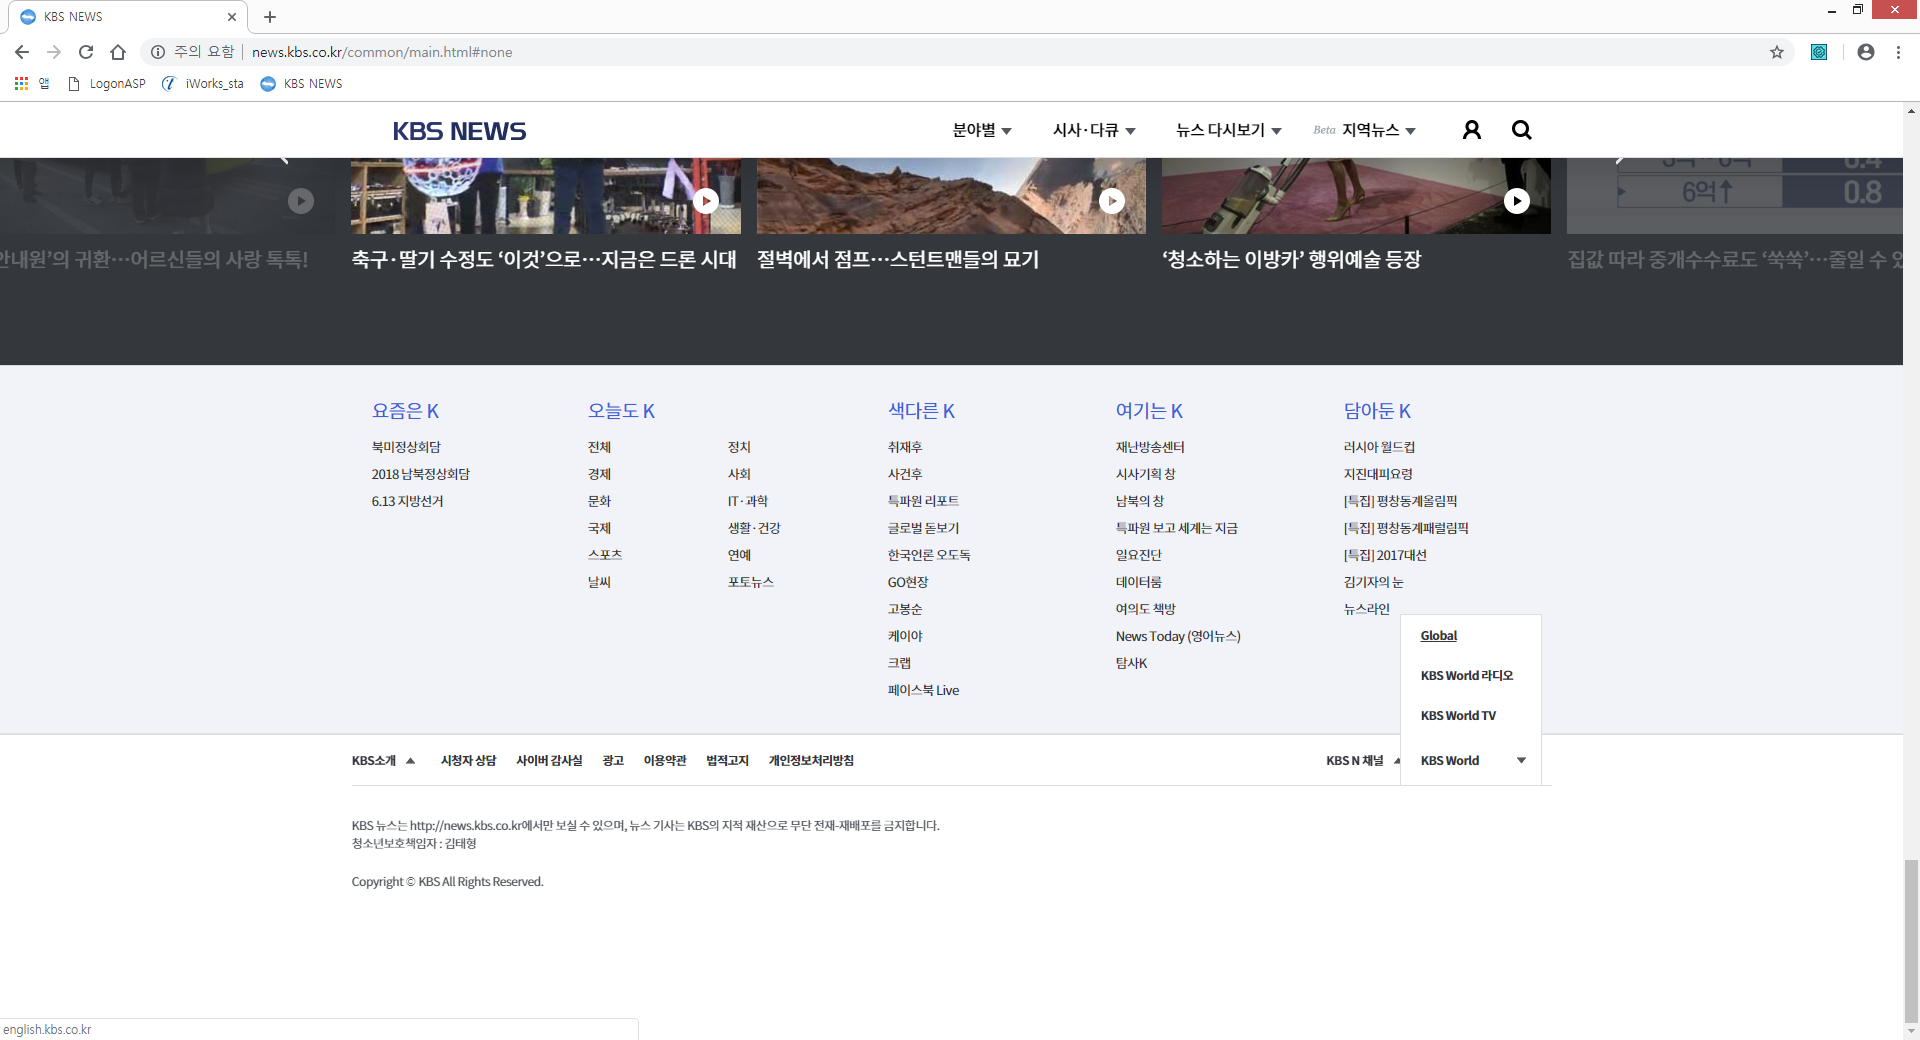 KBS NEWS
주의 요함 | news.kbs.co.kr/common/main.html#none
앱 LogonASP iWorks_sta KBS NEWS
KBS NEWS 분야별 시사·다큐 뉴스 다시보기 Beta 지역뉴스
6억↑ 0.8
안내원’의 귀환…어르신들의 사랑 톡톡! 축구·딸기 수정도 ‘이것’으로…지금은 드론 시대 절벽에서 점프…스턴트맨들의 묘기 ‘청소하는 이방카’ 행위예술 등장 집값 따라 중개수수료도 ‘쑥쑥’…줄일 수 있
요즘은 K 오늘도 K 색다른 K 여기는 K 담아둔 K
북미정상회담 전체 정치 취재후 재난방송센터 러시아 월드컵
2018 남북정상회담 경제 사회 사건후 시사기획 창 지진대피요령
6.13 지방선거 문화 IT·과학 특파원 리포트 남북의 창 [특집] 평창동계올림픽
국제 생활·건강 글로벌 돋보기 특파원 보고 세계는 지금 [특집] 평창동계패럴림픽
스포츠 연예 한국언론 오도독 일요진단 [특집] 2017대선
날씨 포토뉴스 GO현장 데이터룸 김기자의 눈
고봉순 여의도 책방 뉴스라인
케이야 News Today (영어뉴스) Global
크랩 탐사K KBS World 라디오
페이스북 Live
KBS World TV
KBS소개 시청자 상담 사이버 감사실 광고 이용약관 법적고지 개인정보처리방침 KBS N 채널 KBS World
KBS 뉴스는 http://news.kbs.co.kr에서만 보실 수 있으며, 뉴스 기사는 KBS의 지적 재산으로 무단 전재-재배포를 금지합니다.
청소년보호책임자 : 김태형
Copyright © KBS All Rights Reserved.
english.kbs.co.kr